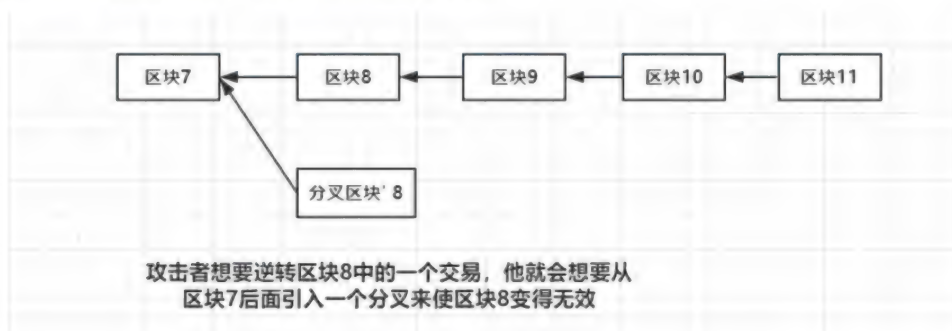 区块7
区块8
区块9
区块10
区块11
分叉区块' 8
攻击者想要逆转区块8中的一个交易，他就会想要从
区块7后面引入一个分叉来使区块8变得无效